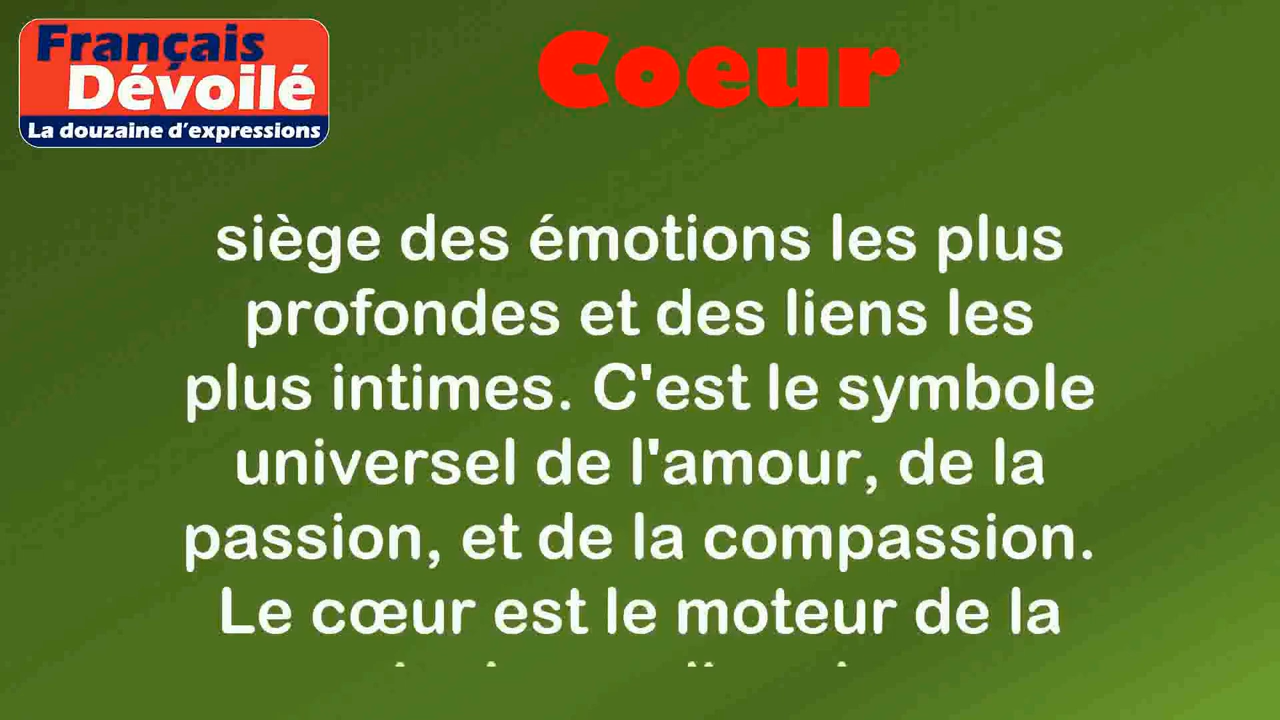 Français
Dévoilé
La douzaine d'expressions
Coeur
siège des émotions les plus
profondes et des liens les
plus intimes. C'est le symbole
universel de l'amour, de la
passion, et de la compassion.
Le cœur est le moteur de la